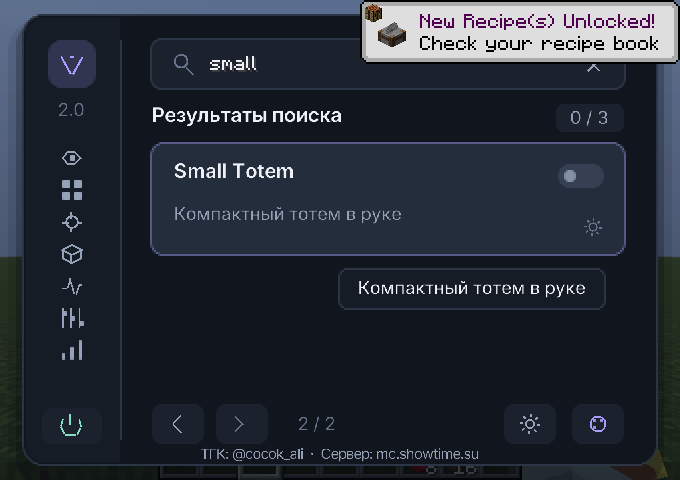 New Recipe(s) Unlocked!
Check your recipe book
small
2.0
Результаты поиска
0 / 3
Small Totem
Компактный тотем в руке
Компактный тотем в руке
2 / 2
ТГК: @cocok_ali · Сервер: mc.showtime.su